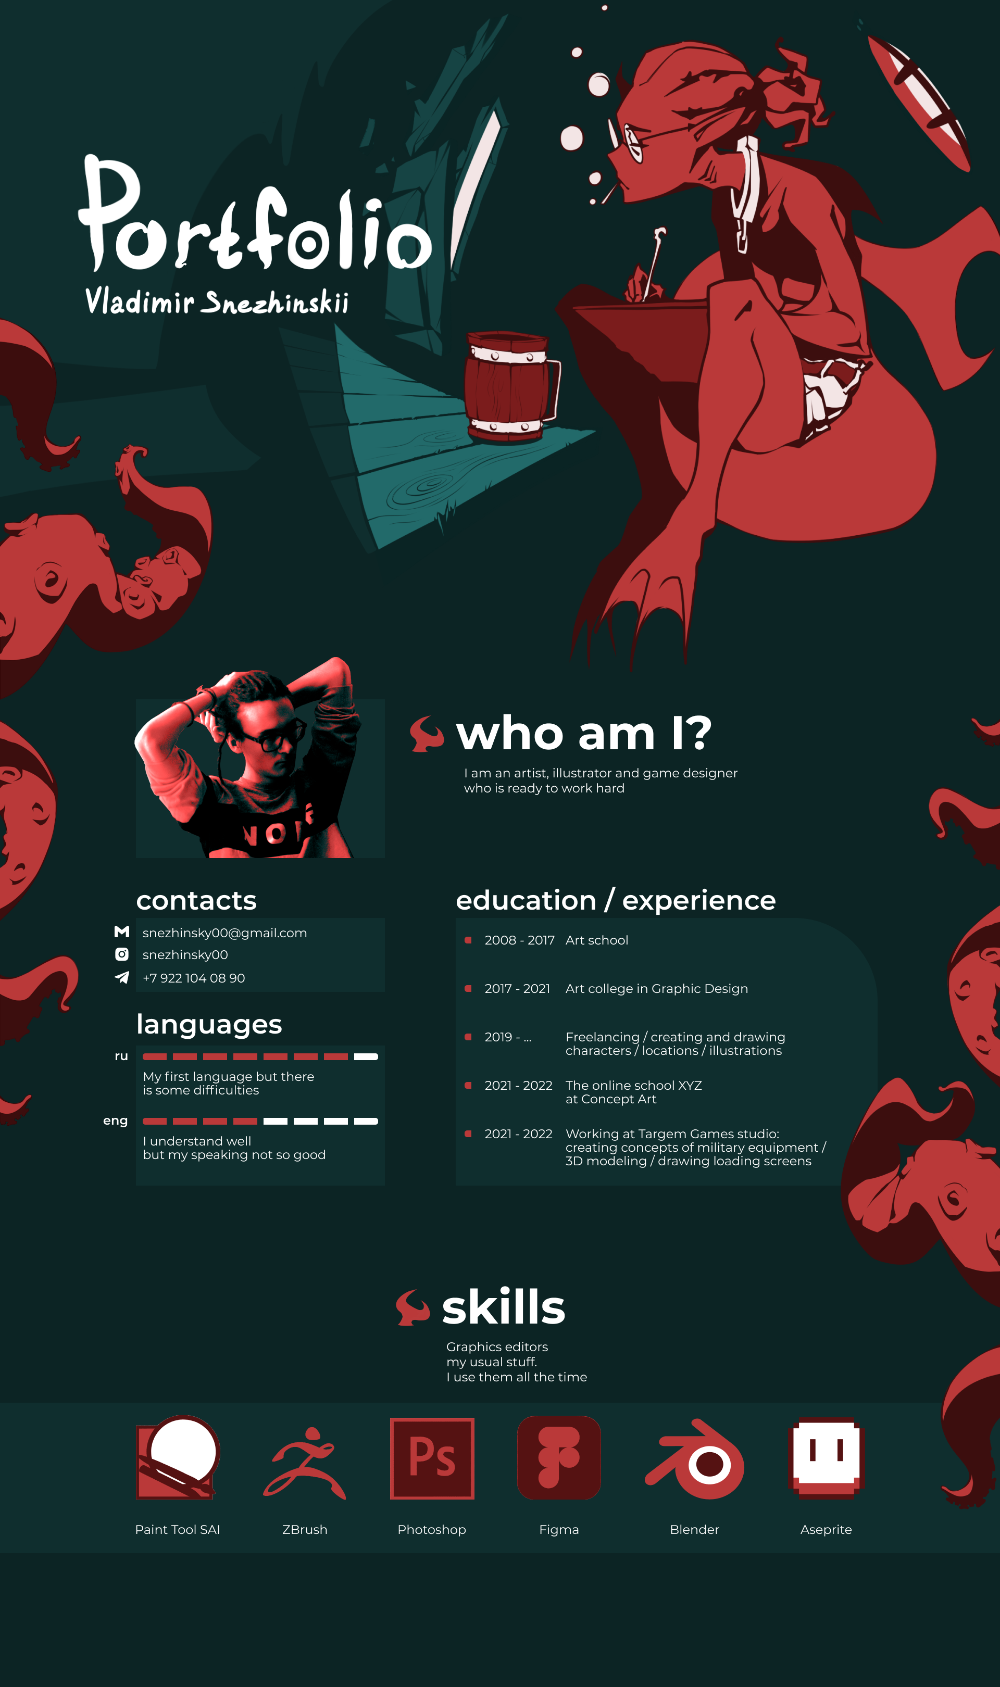 Portfolio
Vladimir Snezhinskii
who am I?
I am an artist, illustrator and game designer
who is ready to work hard
contacts
snezhinsky00@gmail.com
snezhinsky00
+7 922 104 08 90
languages
ru
My first language but there
is some difficulties
eng
I understand well
but my speaking not so good
education / experience
2008 - 2017 Art school
2017 - 2021 Art college in Graphic Design
2019 - ... Freelancing / creating and drawing
characters / locations / illustrations
2021 - 2022 The online school XYZ
at Concept Art
2021 - 2022 Working at Targem Games studio:
creating concepts of military equipment /
3D modeling / drawing loading screens
skills
Graphics editors
my usual stuff.
I use them all the time
Ps
Paint Tool SAI
ZBrush
Photoshop
Figma
Blender
Aseprite